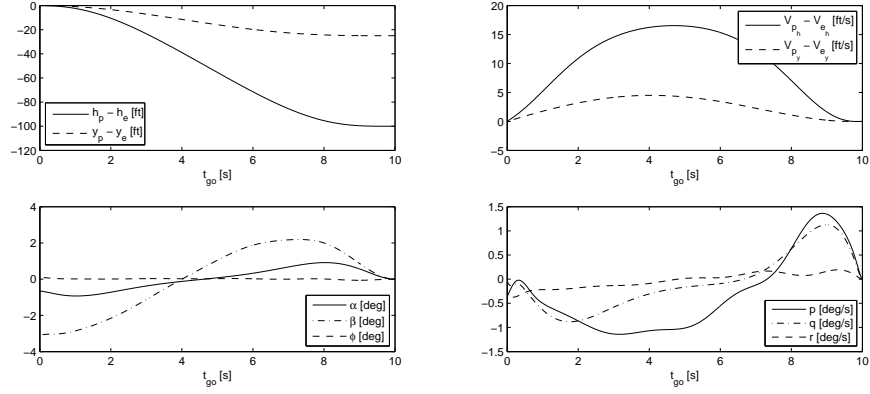 0
−20
−40
−60
−80
−100
−120
0 2 4 6 8 10
t_go [s]
h_p − h_e [ft]
y_p − y_e [ft]
20
15
10
5
0
−5
0 2 4 6 8 10
t_go [s]
V_p_h − V_e_h [ft/s]
V_p_y − V_e_y [ft/s]
4
2
0
−2
−4
0 2 4 6 8 10
t_go [s]
α [deg]
β [deg]
ϕ [deg]
1.5
1
0.5
0
−0.5
−1
−1.5
0 2 4 6 8 10
t_go [s]
p [deg/s]
q [deg/s]
r [deg/s]